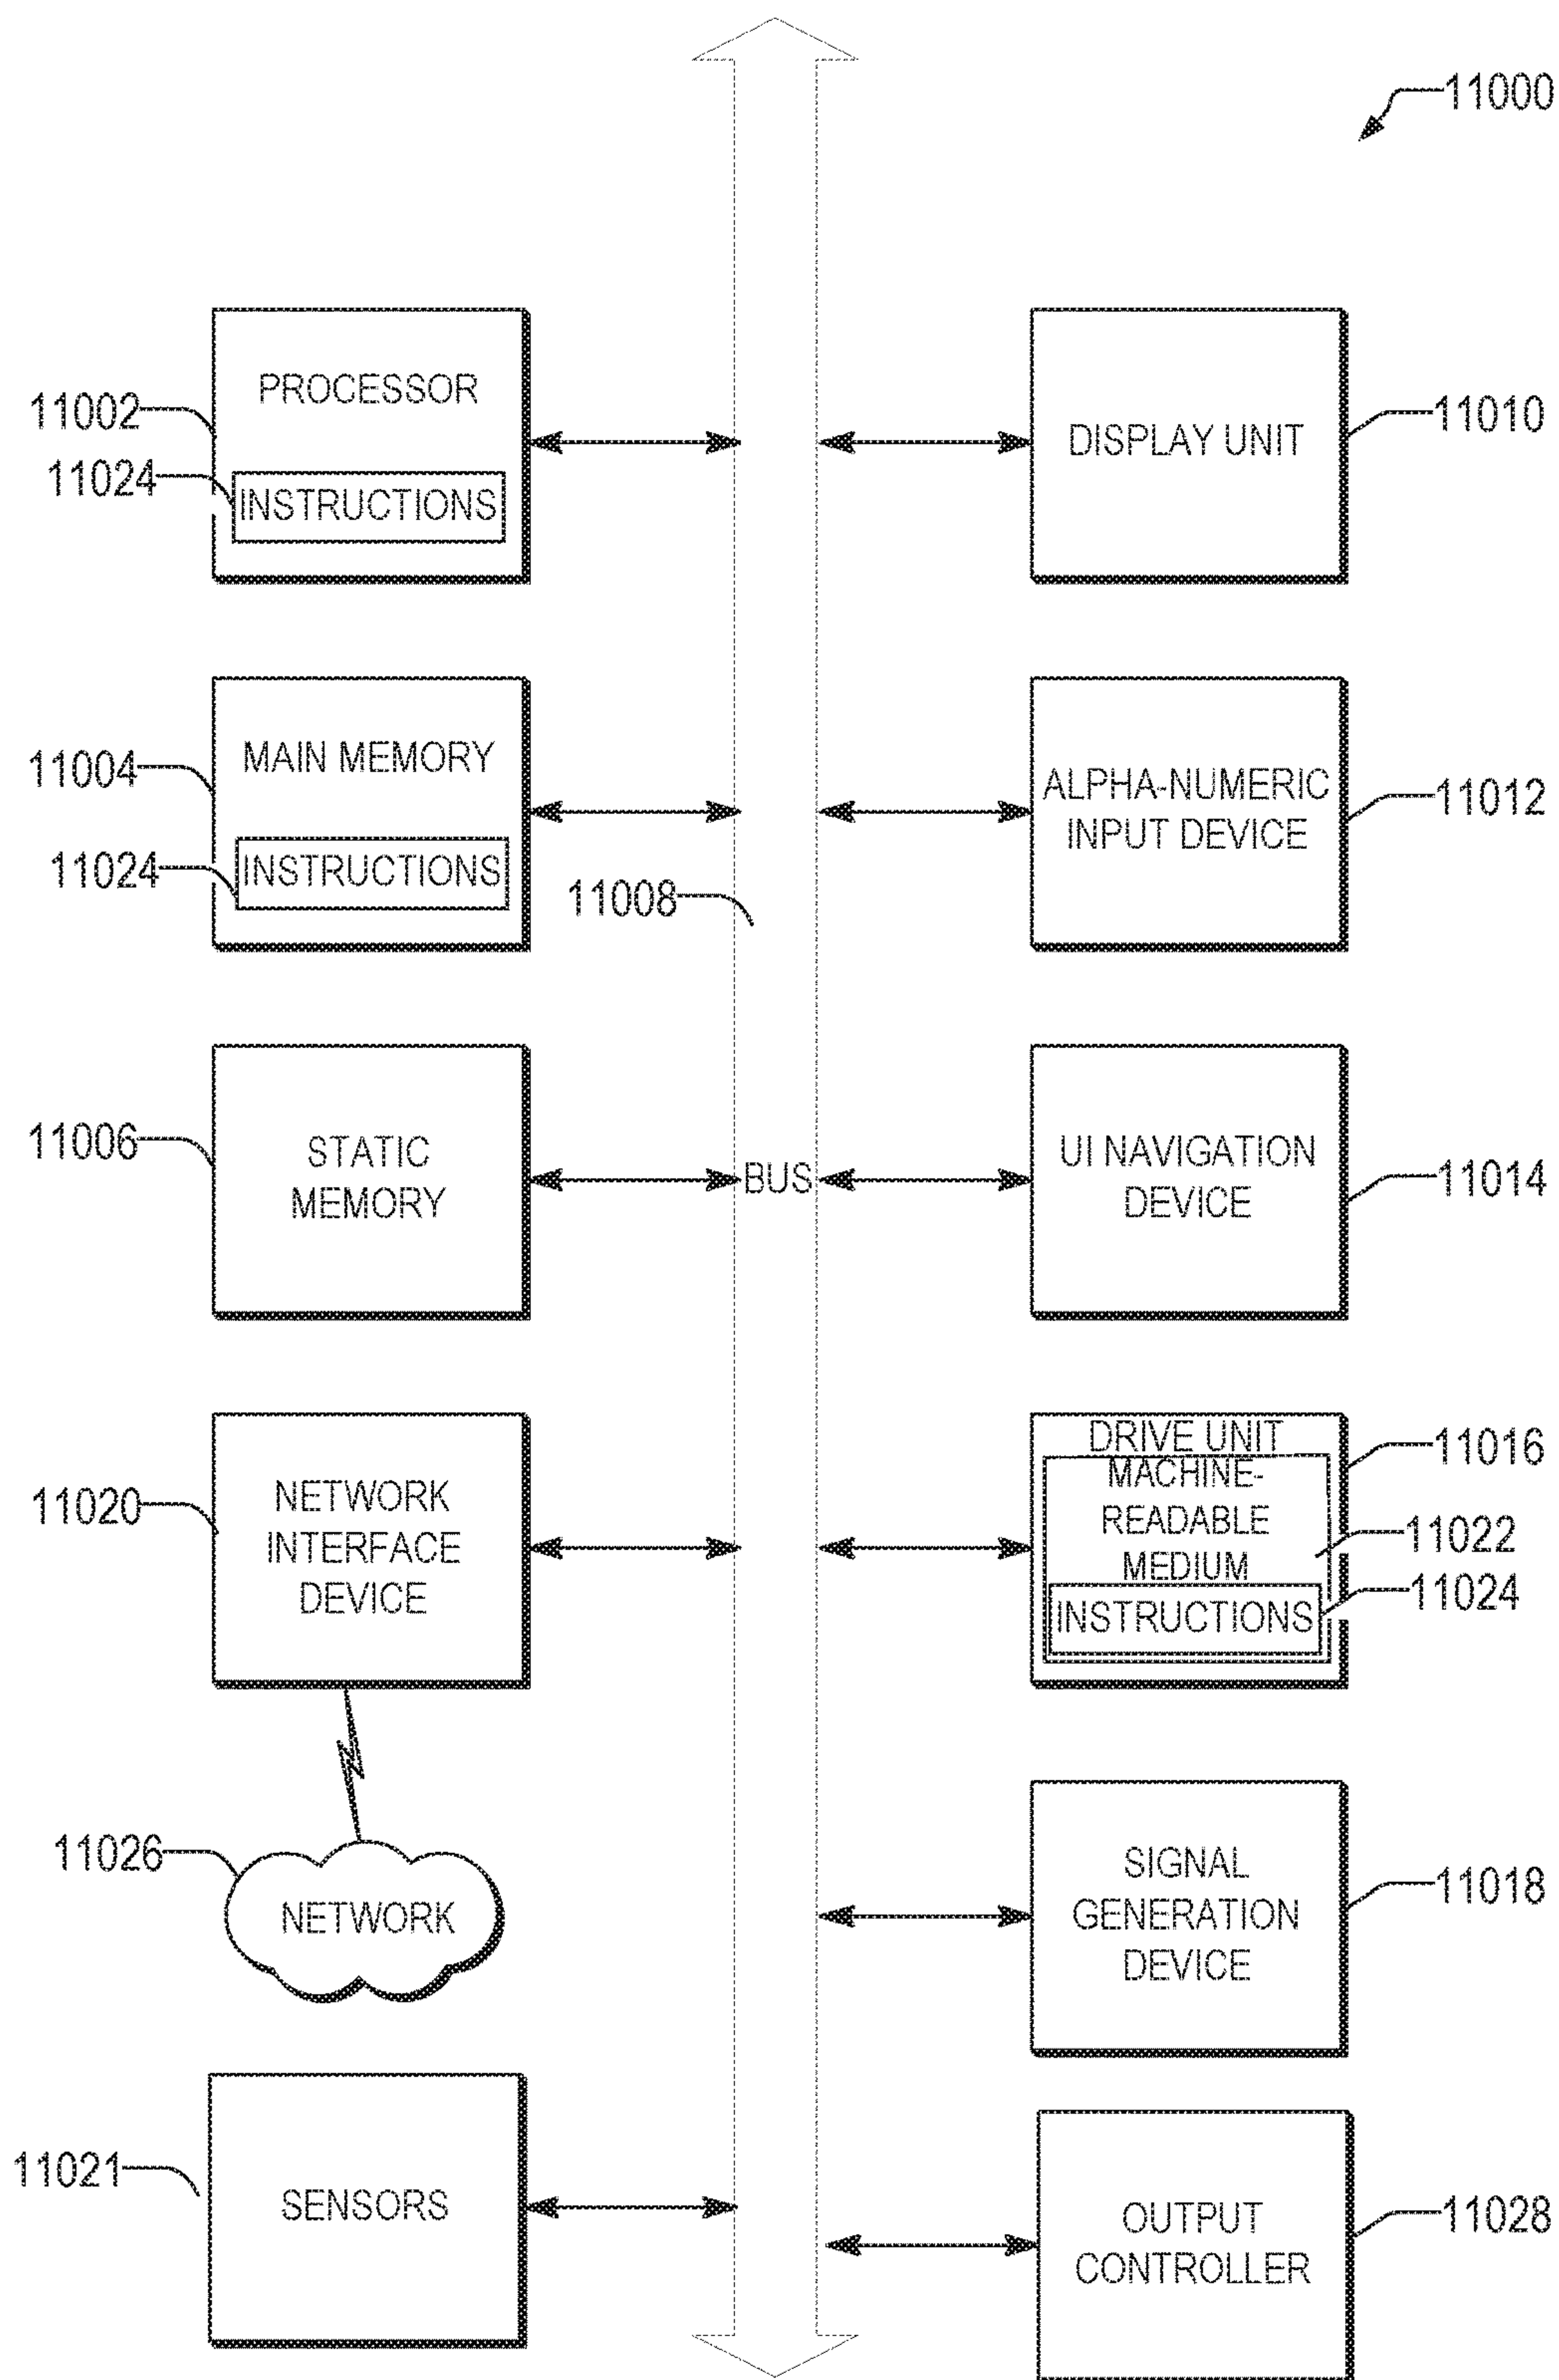 11000
PROCESSOR
11002
11024
INSTRUCTIONS
DISPLAY UNIT
11010
MAIN MEMORY
11004
11024
INSTRUCTIONS
11008
ALPHA-NUMERIC
INPUT DEVICE
11012
STATIC
MEMORY
11006
BUS
UI NAVIGATION
DEVICE
11014
NETWORK
INTERFACE
DEVICE
11020
DRIVE UNIT
11016
MACHINE-
READABLE
MEDIUM
11022
INSTRUCTIONS
11024
11026
NETWORK
SIGNAL
GENERATION
DEVICE
11018
11021
SENSORS
OUTPUT
CONTROLLER
11028